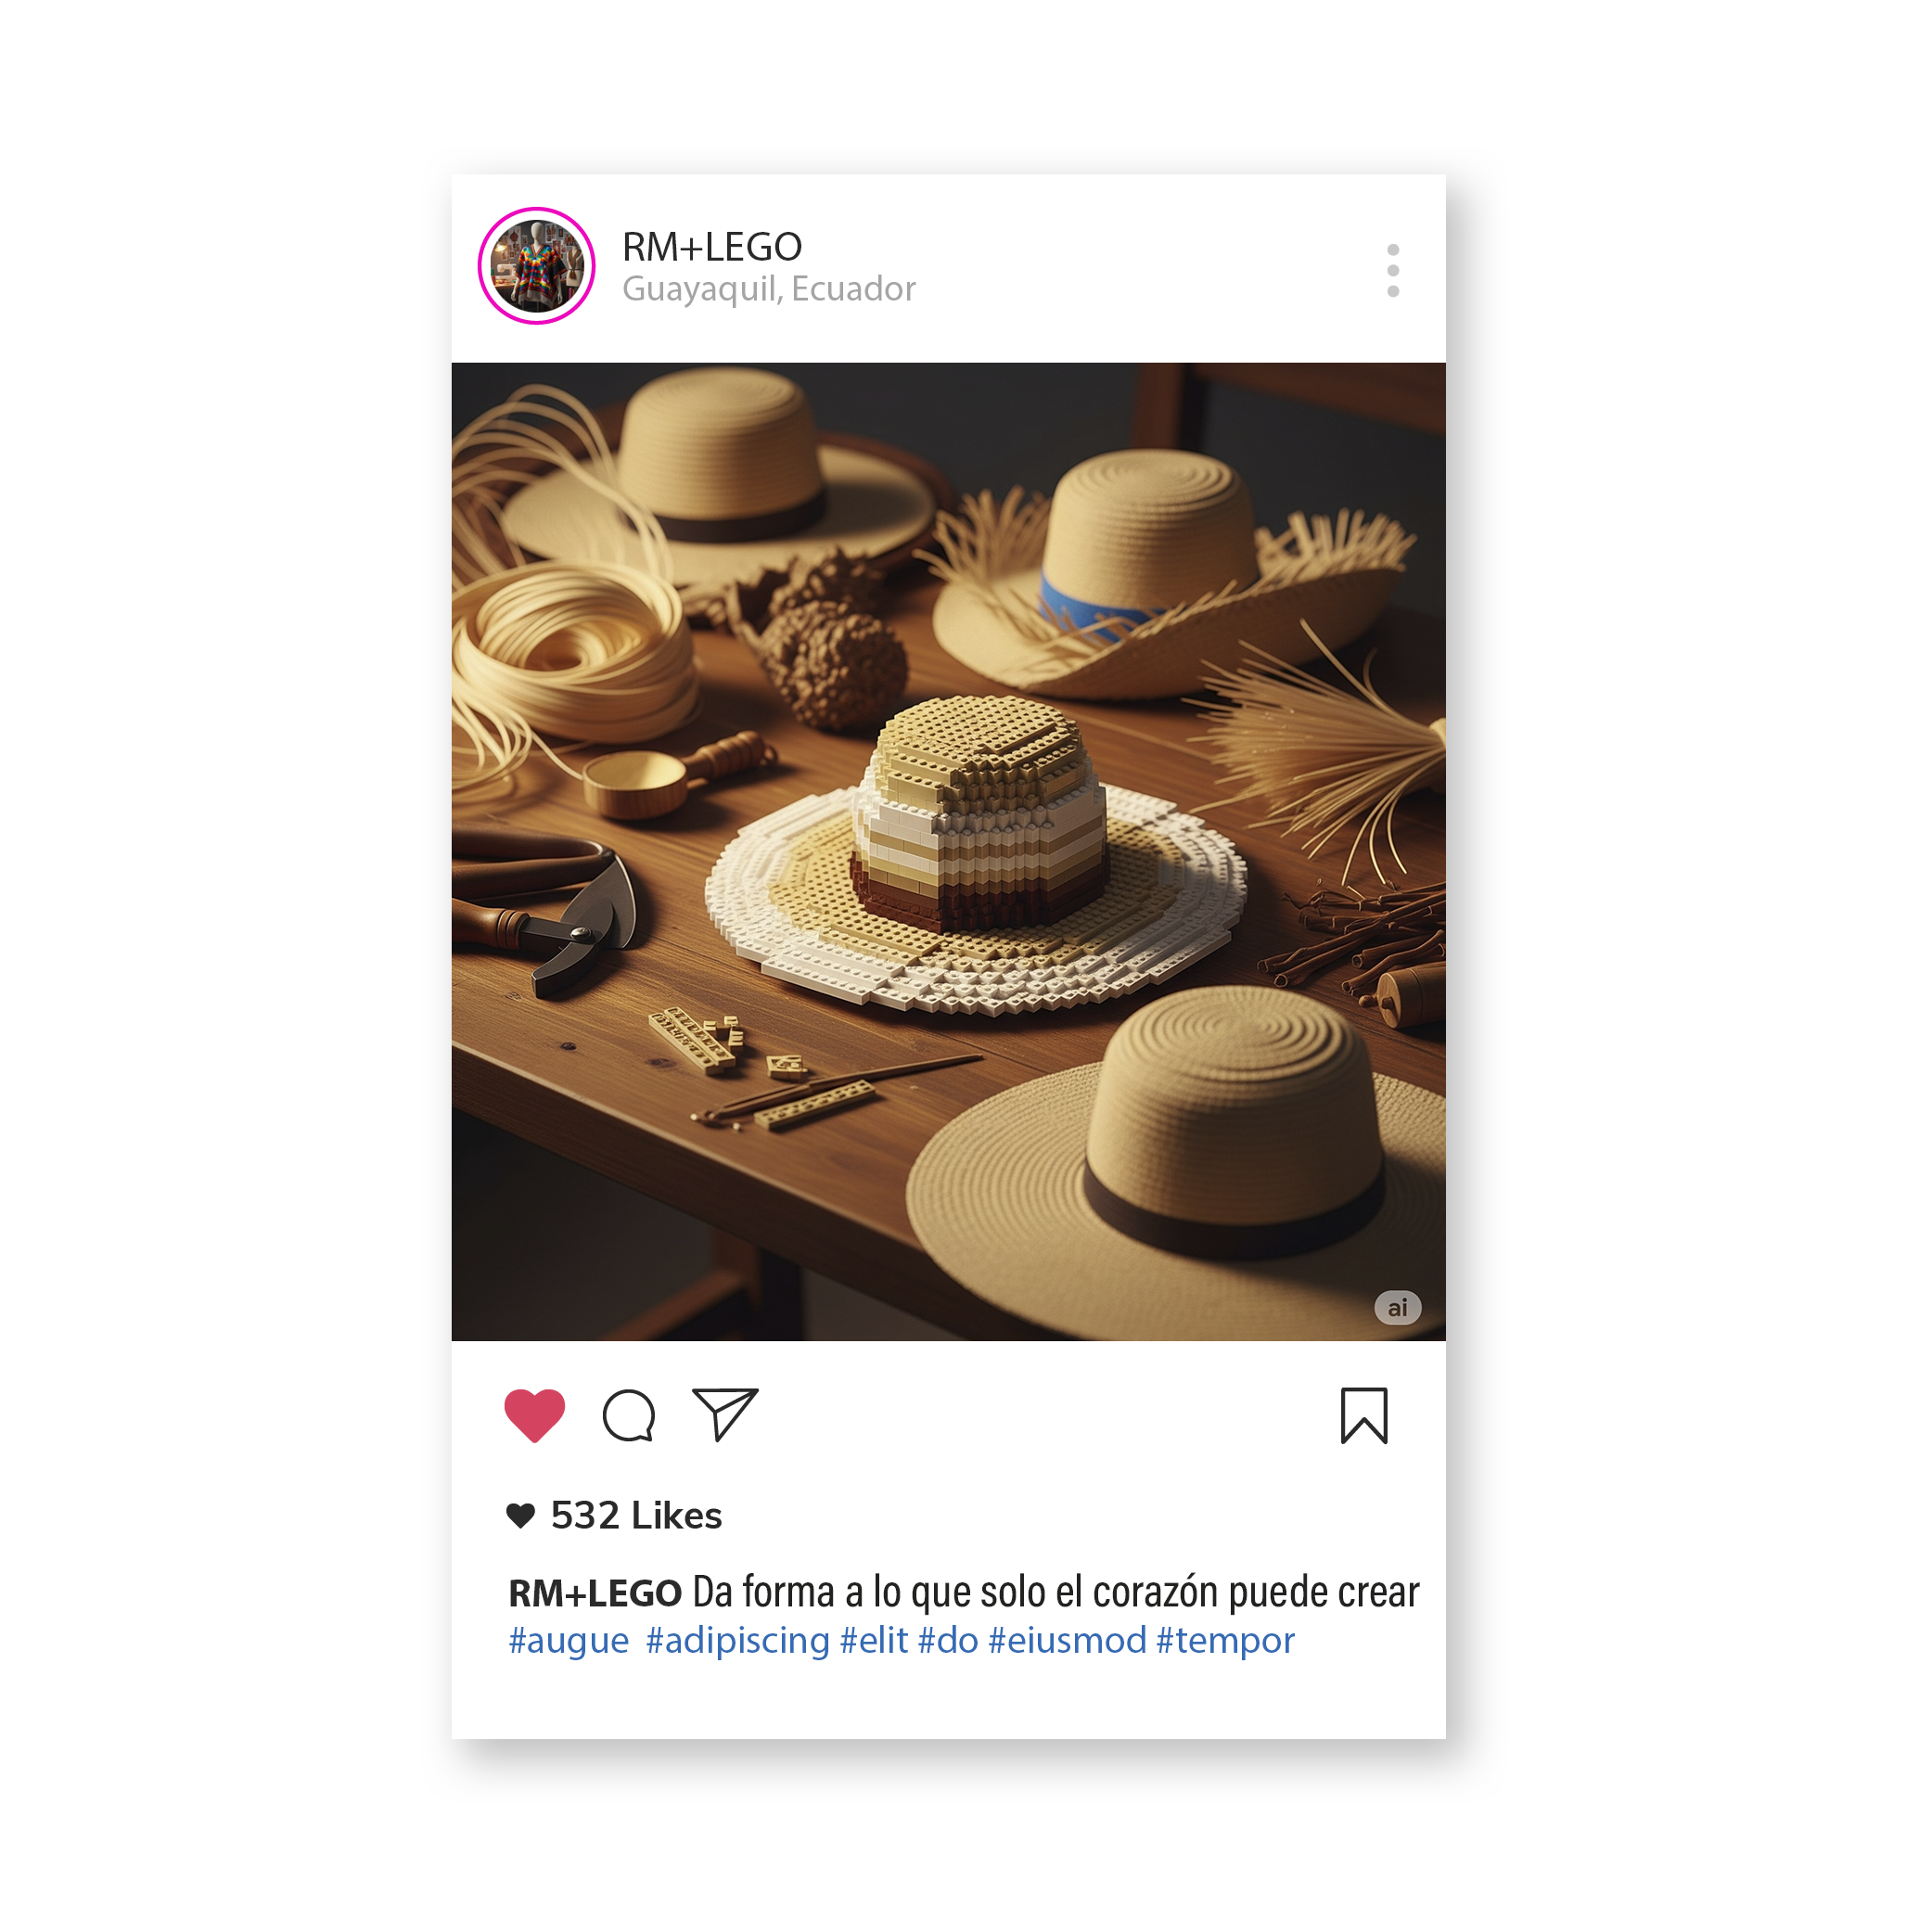 RM+LEGO
Guayaquil, Ecuador
ai
532 Likes
RM+LEGO Da forma a lo que solo el corazón puede crear
#augue #adipiscing #elit #do #eiusmod #tempor